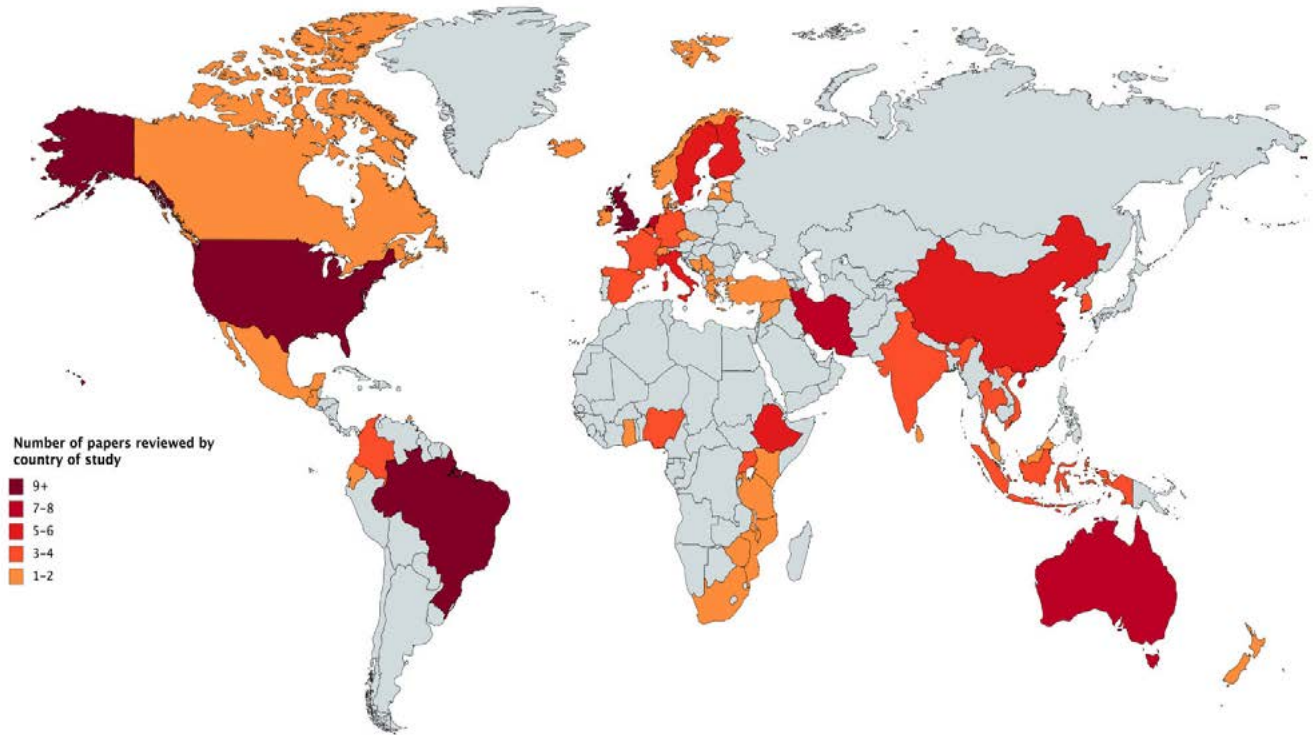 Number of papers reviewed by
country of study
9+
7–8
5–6
3–4
1–2